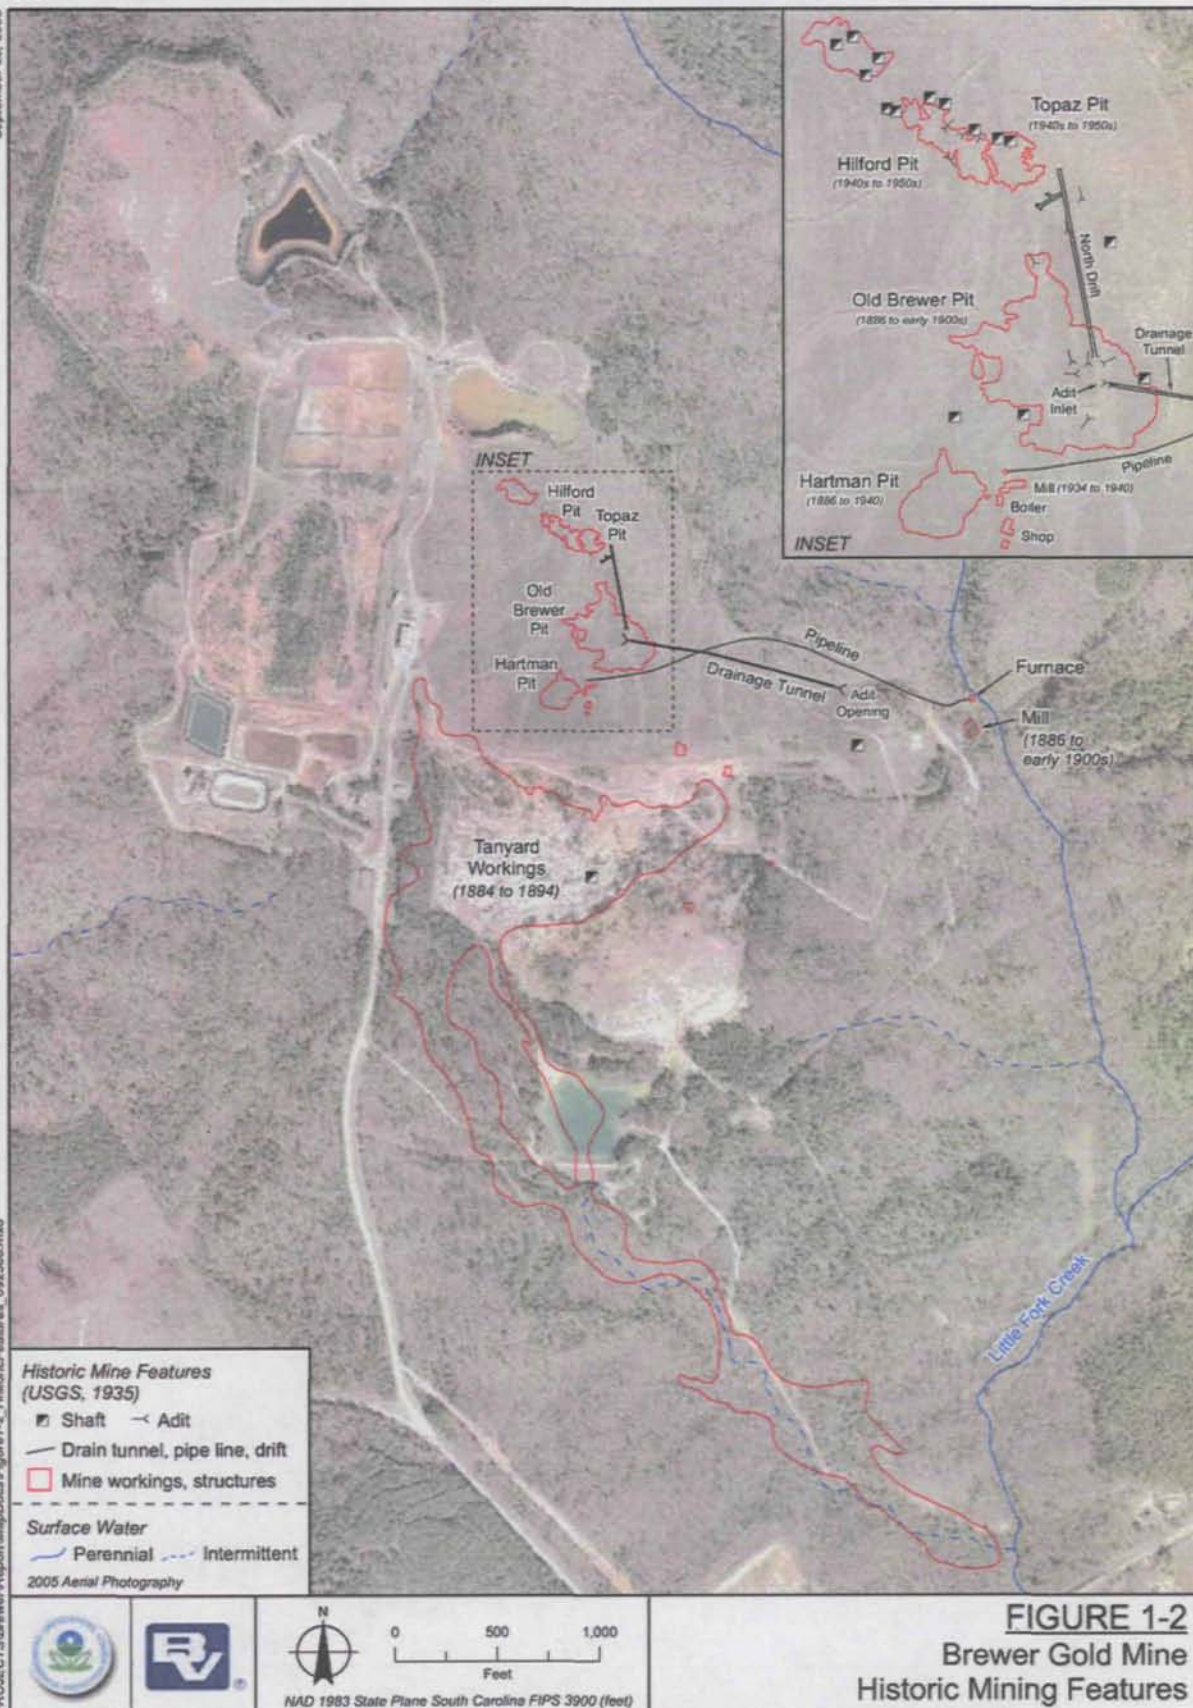 Topaz Pit
(1940s to 1950s)
Hilford Pit
(1940s to 1950s)
North Drift
Old Brewer Pit
(1886 to early 1900s)
Drainage
Tunnel
Adit
Inlet
Pipeline
Hartman Pit
(1886 to 1940)
Mill (1934 to 1940)
Boiler
Shop
INSET
INSET
Hilford
Pit
Topaz
Pit
Old
Brewer
Pit
Hartman
Pit
Pipeline
Drainage Tunnel
Adit
Opening
Furnace
Mill
(1886 to
early 1900s)
Tanyard
Workings
(1884 to 1894)
Little Fork Creek
Historic Mine Features
(USGS, 1935)
Shaft
Adit
Drain tunnel, pipe line, drift
Mine workings, structures
Surface Water
Perennial
Intermittent
2005 Aerial Photography
BV
®
N
0 500 1,000
Feet
NAD 1983 State Plane South Carolina FIPS 3900 (feet)
FIGURE 1-2
Brewer Gold Mine
Historic Mining Features